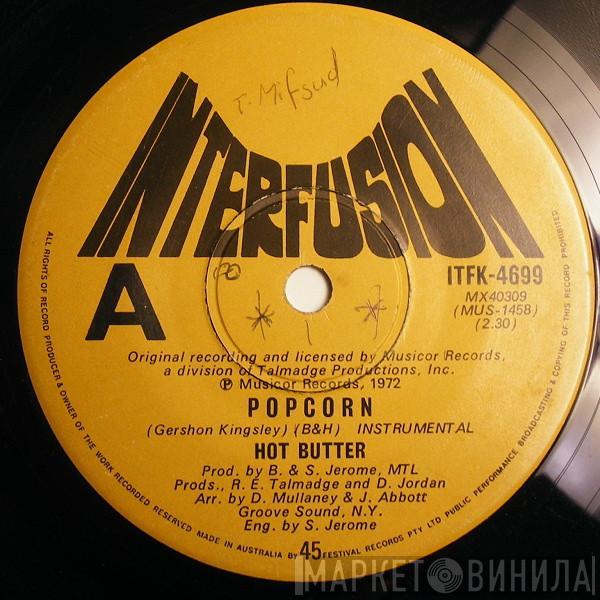 T. Mifsud
INTERFUSION
A
ITFK-4699
MX40309
(MUS-1458)
(2.30)
Original recording and licensed by Musicor Records,
a division of Talmadge Productions, Inc.
℗ Musicor Records, 1972
POPCORN
(Gershon Kingsley) (B&H) INSTRUMENTAL
HOT BUTTER
Prod. by B. & S. Jerome, MTL
Prods., R. E. Talmadge and D. Jordan
Arr. by D. Mullaney & J. Abbott
Groove Sound, N.Y.
Eng. by S. Jerome
45
ALL RIGHTS OF RECORD PRODUCER & OWNER OF THE WORK RECORDED RESERVED MADE IN AUSTRALIA BY FESTIVAL RECORDS PTY LTD PUBLIC PERFORMANCE BROADCASTING & COPYING OF THIS RECORD PROHIBITED
МАРКЕТ ВИНИЛА